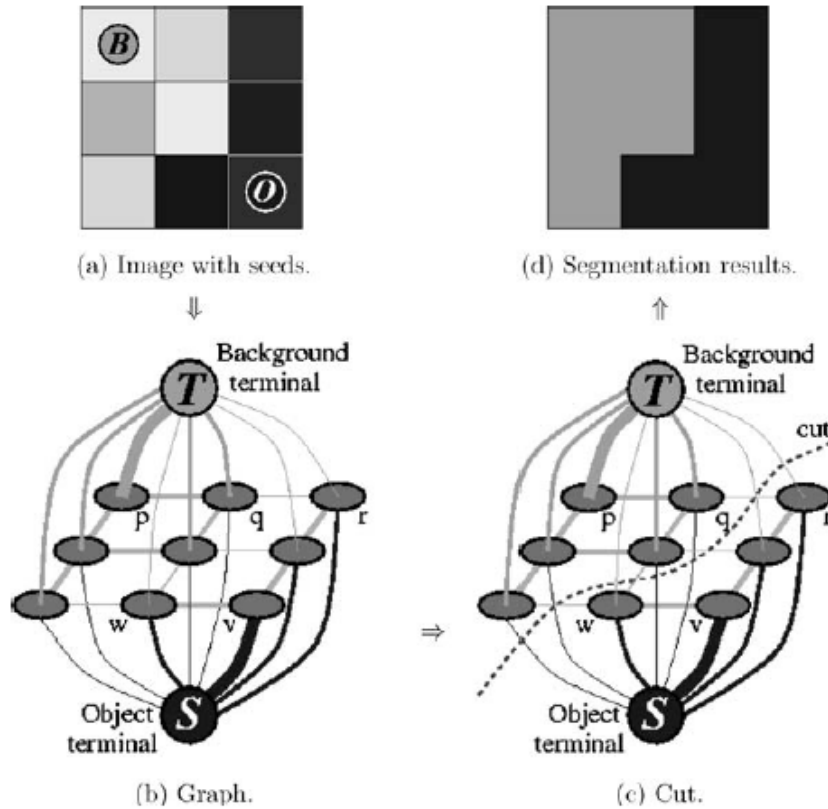 B
O
(a) Image with seeds.
(d) Segmentation results.
⇓
⇑
Background
terminal
T
p
q
r
w
v
S
Object
terminal
(b) Graph.
⇒
Background
terminal
T
cut
p
q
r
w
v
S
Object
terminal
(c) Cut.